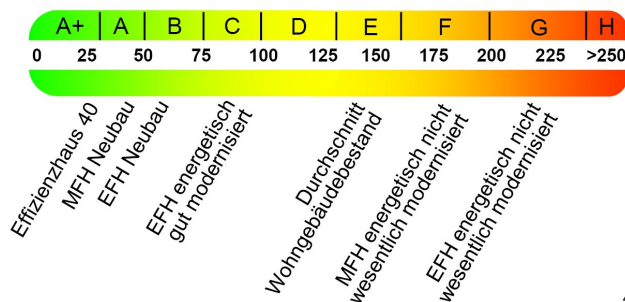 A+ A B C D E F G H
0 25 50 75 100 125 150 175 200 225 >250
Effizienzhaus 40
MFH Neubau
EFH Neubau
EFH energetisch
gut modernisiert
Durchschnitt
Wohngebäudebestand
MFH energetisch nicht
wesentlich modernisiert
EFH energetisch nicht
wesentlich modernisiert